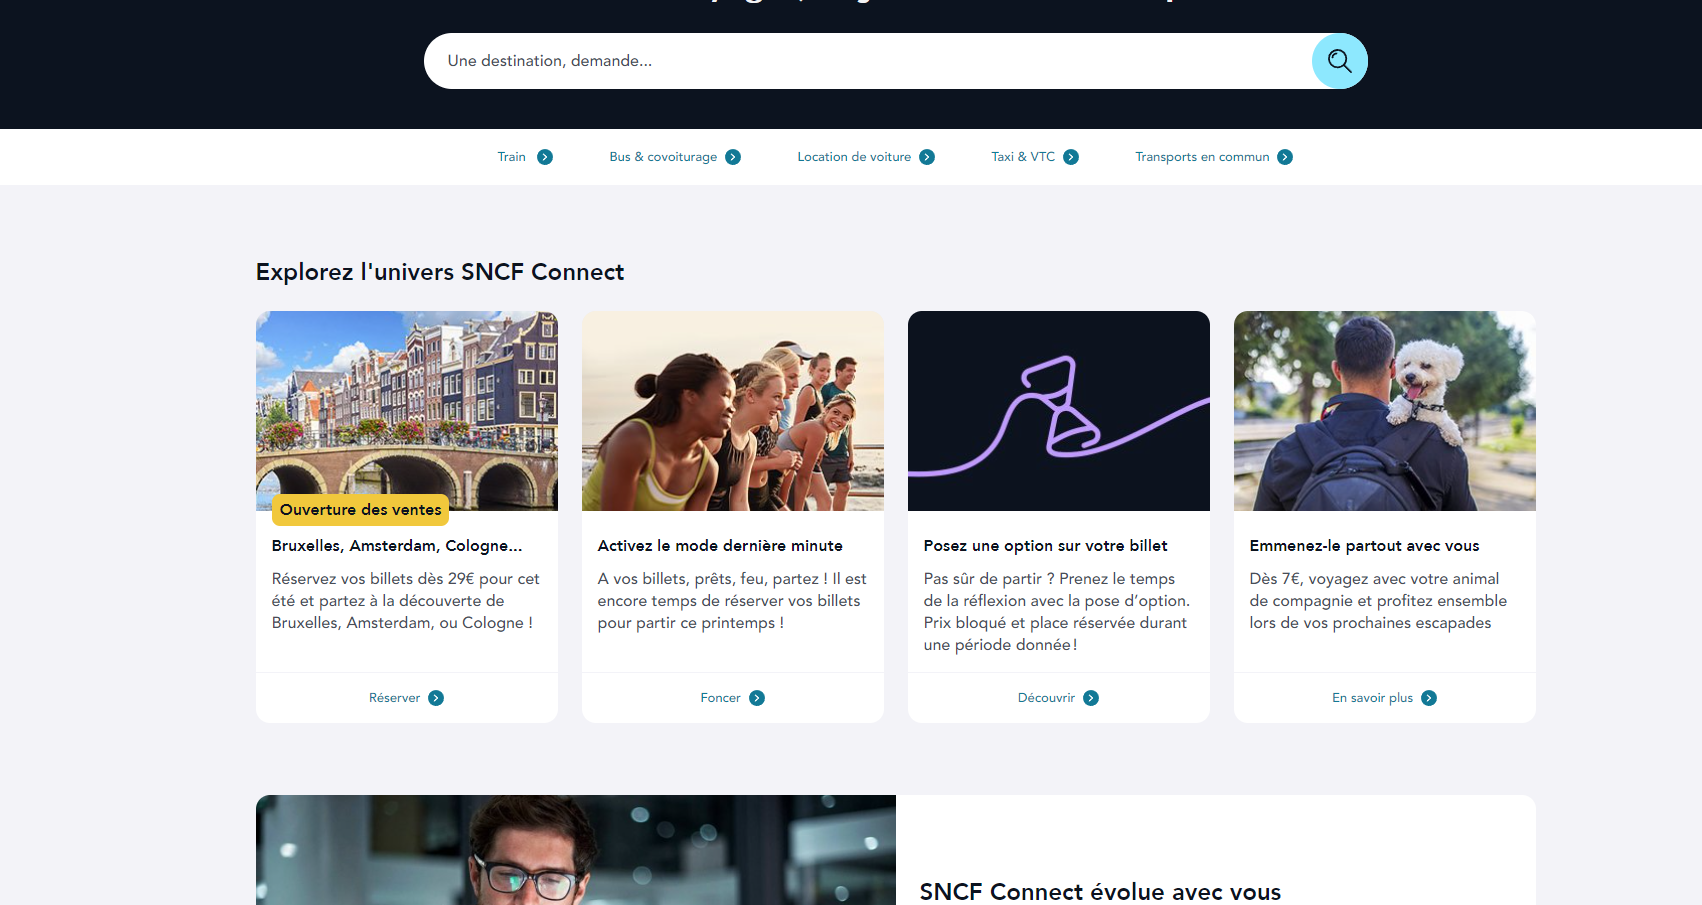 Une destination, demande...
Train
Bus & covoiturage
Location de voiture
Taxi & VTC
Transports en commun
Explorez l'univers SNCF Connect
Ouverture des ventes
Bruxelles, Amsterdam, Cologne...
Réservez vos billets dès 29€ pour cet
été et partez à la découverte de
Bruxelles, Amsterdam, ou Cologne !
Réserver
Activez le mode dernière minute
A vos billets, prêts, feu, partez ! Il est
encore temps de réserver vos billets
pour partir ce printemps !
Foncer
Posez une option sur votre billet
Pas sûr de partir ? Prenez le temps
de la réflexion avec la pose d’option.
Prix bloqué et place réservée durant
une période donnée !
Découvrir
Emmenez-le partout avec vous
Dès 7€, voyagez avec votre animal
de compagnie et profitez ensemble
lors de vos prochaines escapades
En savoir plus
SNCF Connect évolue avec vous